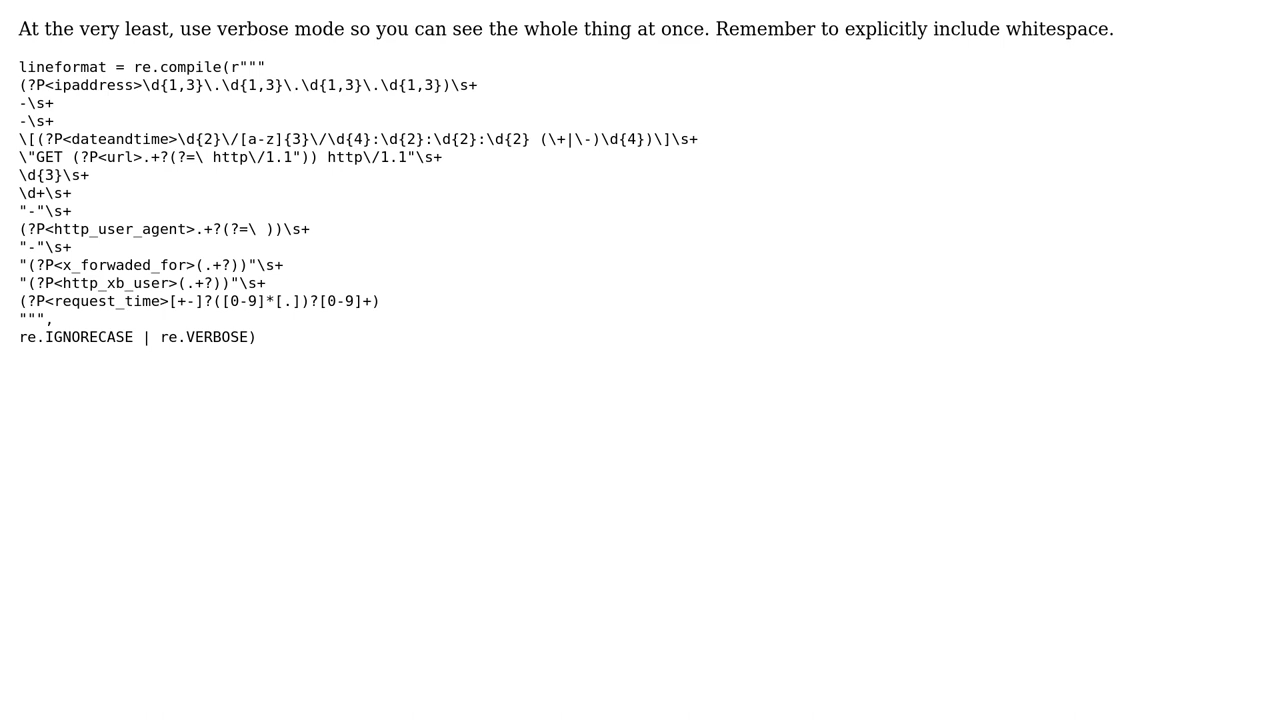 At the very least, use verbose mode so you can see the whole thing at once. Remember to explicitly include whitespace.
lineformat = re.compile(r"""
(?P<ipaddress>\d{1,3}\.\d{1,3}\.\d{1,3}\.\d{1,3})\s+
-\s+
-\s+
\[(?P<dateandtime>\d{2}\/[a-z]{3}\/\d{4}:\d{2}:\d{2}:\d{2} (\+|\-)\d{4})\]\s+
\"GET (?P<url>.+?(?=\ http\/1.1")) http\/1.1"\s+
\d{3}\s+
\d+\s+
"-"\s+
(?P<http_user_agent>.+?(?=\ ))\s+
"-"\s+
"(?P<x_forwaded_for>(.+?))"\s+
"(?P<http_xb_user>(.+?))"\s+
(?P<request_time>[+-]?([0-9]*[.])?[0-9]+)
""",
re.IGNORECASE | re.VERBOSE)